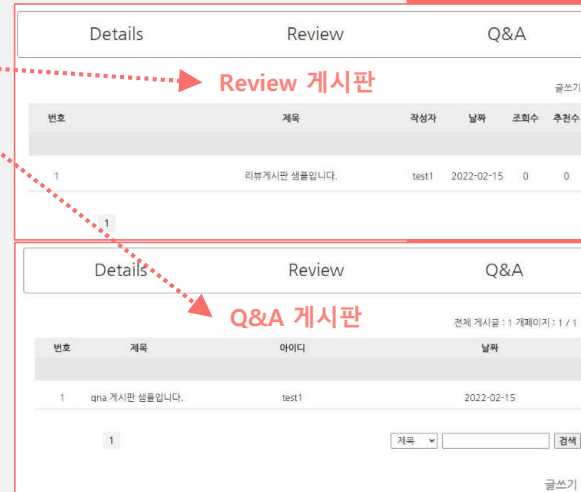 Details Review Q&A
Review 게시판
글쓰기
번호 제목 작성자 날짜 조회수 추천수
1 리뷰게시판 샘플입니다. test1 2022-02-15 0 0
1
Details Review Q&A
Q&A 게시판
전체 게시글 : 1 개페이지 : 1 / 1
번호 제목 아이디 날짜
1 qna 게시판 샘플입니다. test1 2022-02-15
1 제목 검색
글쓰기